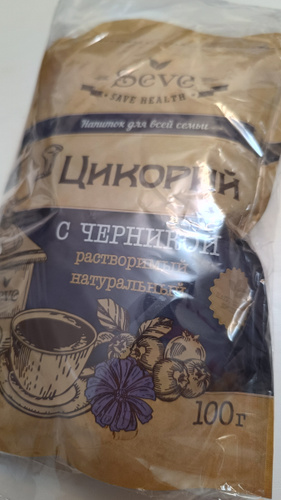 Seve
SAVE HEALTH
Напиток для всей семьи
Цикорий
С ЧЕРНИКОЙ
растворимый
натуральный
100г